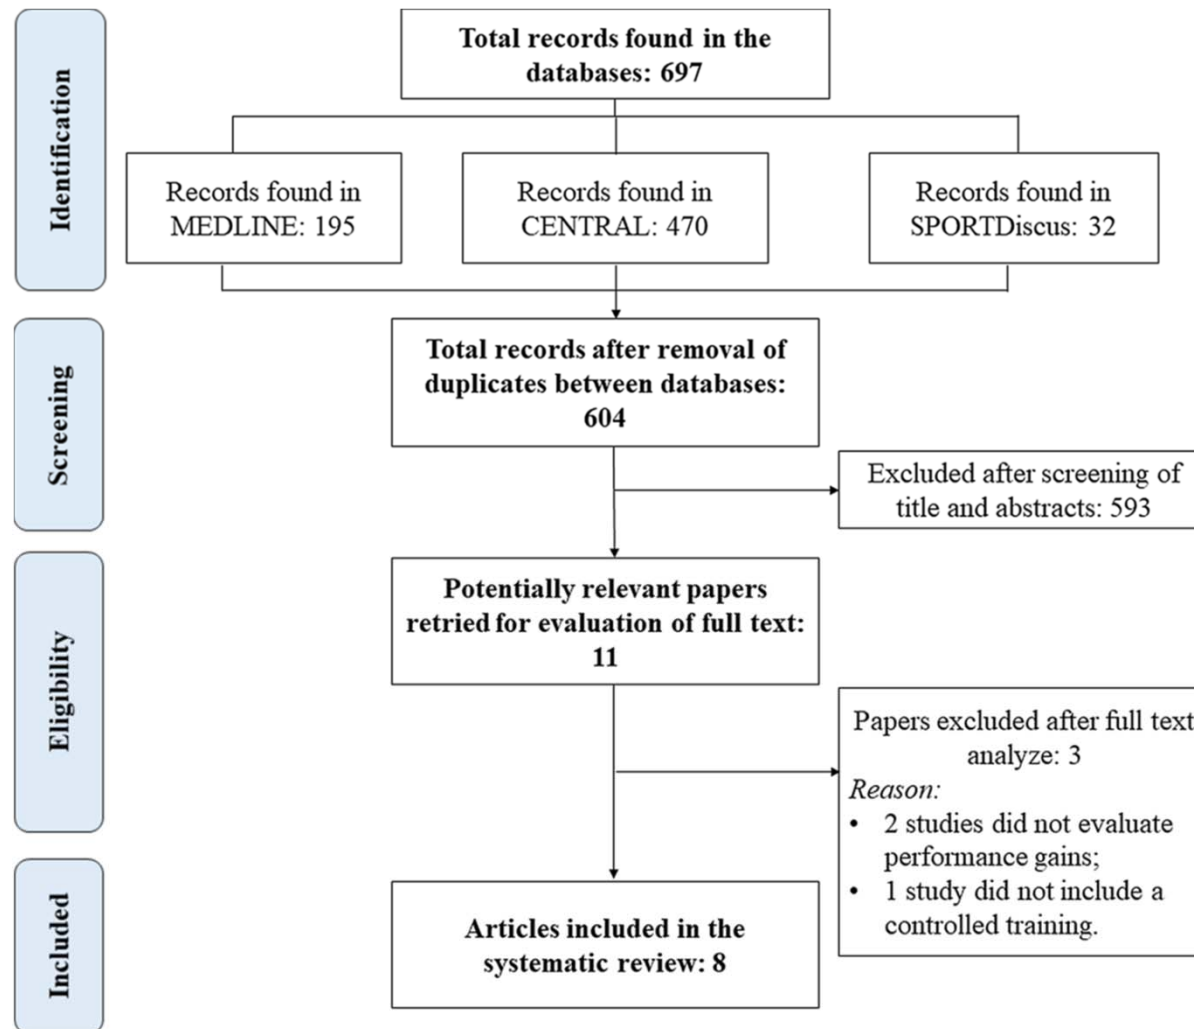 Identification
Total records found in the
databases: 697
Records found in
MEDLINE: 195
Records found in
CENTRAL: 470
Records found in
SPORTDiscus: 32
Screening
Total records after removal of
duplicates between databases:
604
Excluded after screening of
title and abstracts: 593
Eligibility
Potentially relevant papers
retried for evaluation of full text:
11
Papers excluded after full text
analyze: 3
Reason:
• 2 studies did not evaluate
performance gains;
• 1 study did not include a
controlled training.
Included
Articles included in the
systematic review: 8